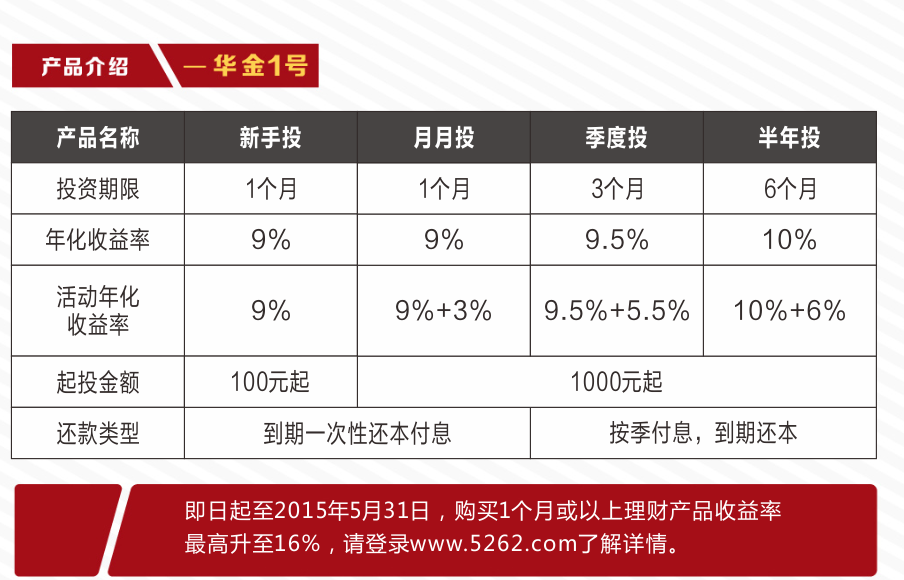 产品介绍 — 华金1号
产品名称 新手投 月月投 季度投 半年投
投资期限 1个月 1个月 3个月 6个月
年化收益率 9% 9% 9.5% 10%
活动年化
收益率 9% 9%+3% 9.5%+5.5% 10%+6%
起投金额 100元起 1000元起
还款类型 到期一次性还本付息 按季付息，到期还本
即日起至2015年5月31日，购买1个月或以上理财产品收益率
最高升至16%，请登录www.5262.com了解详情。